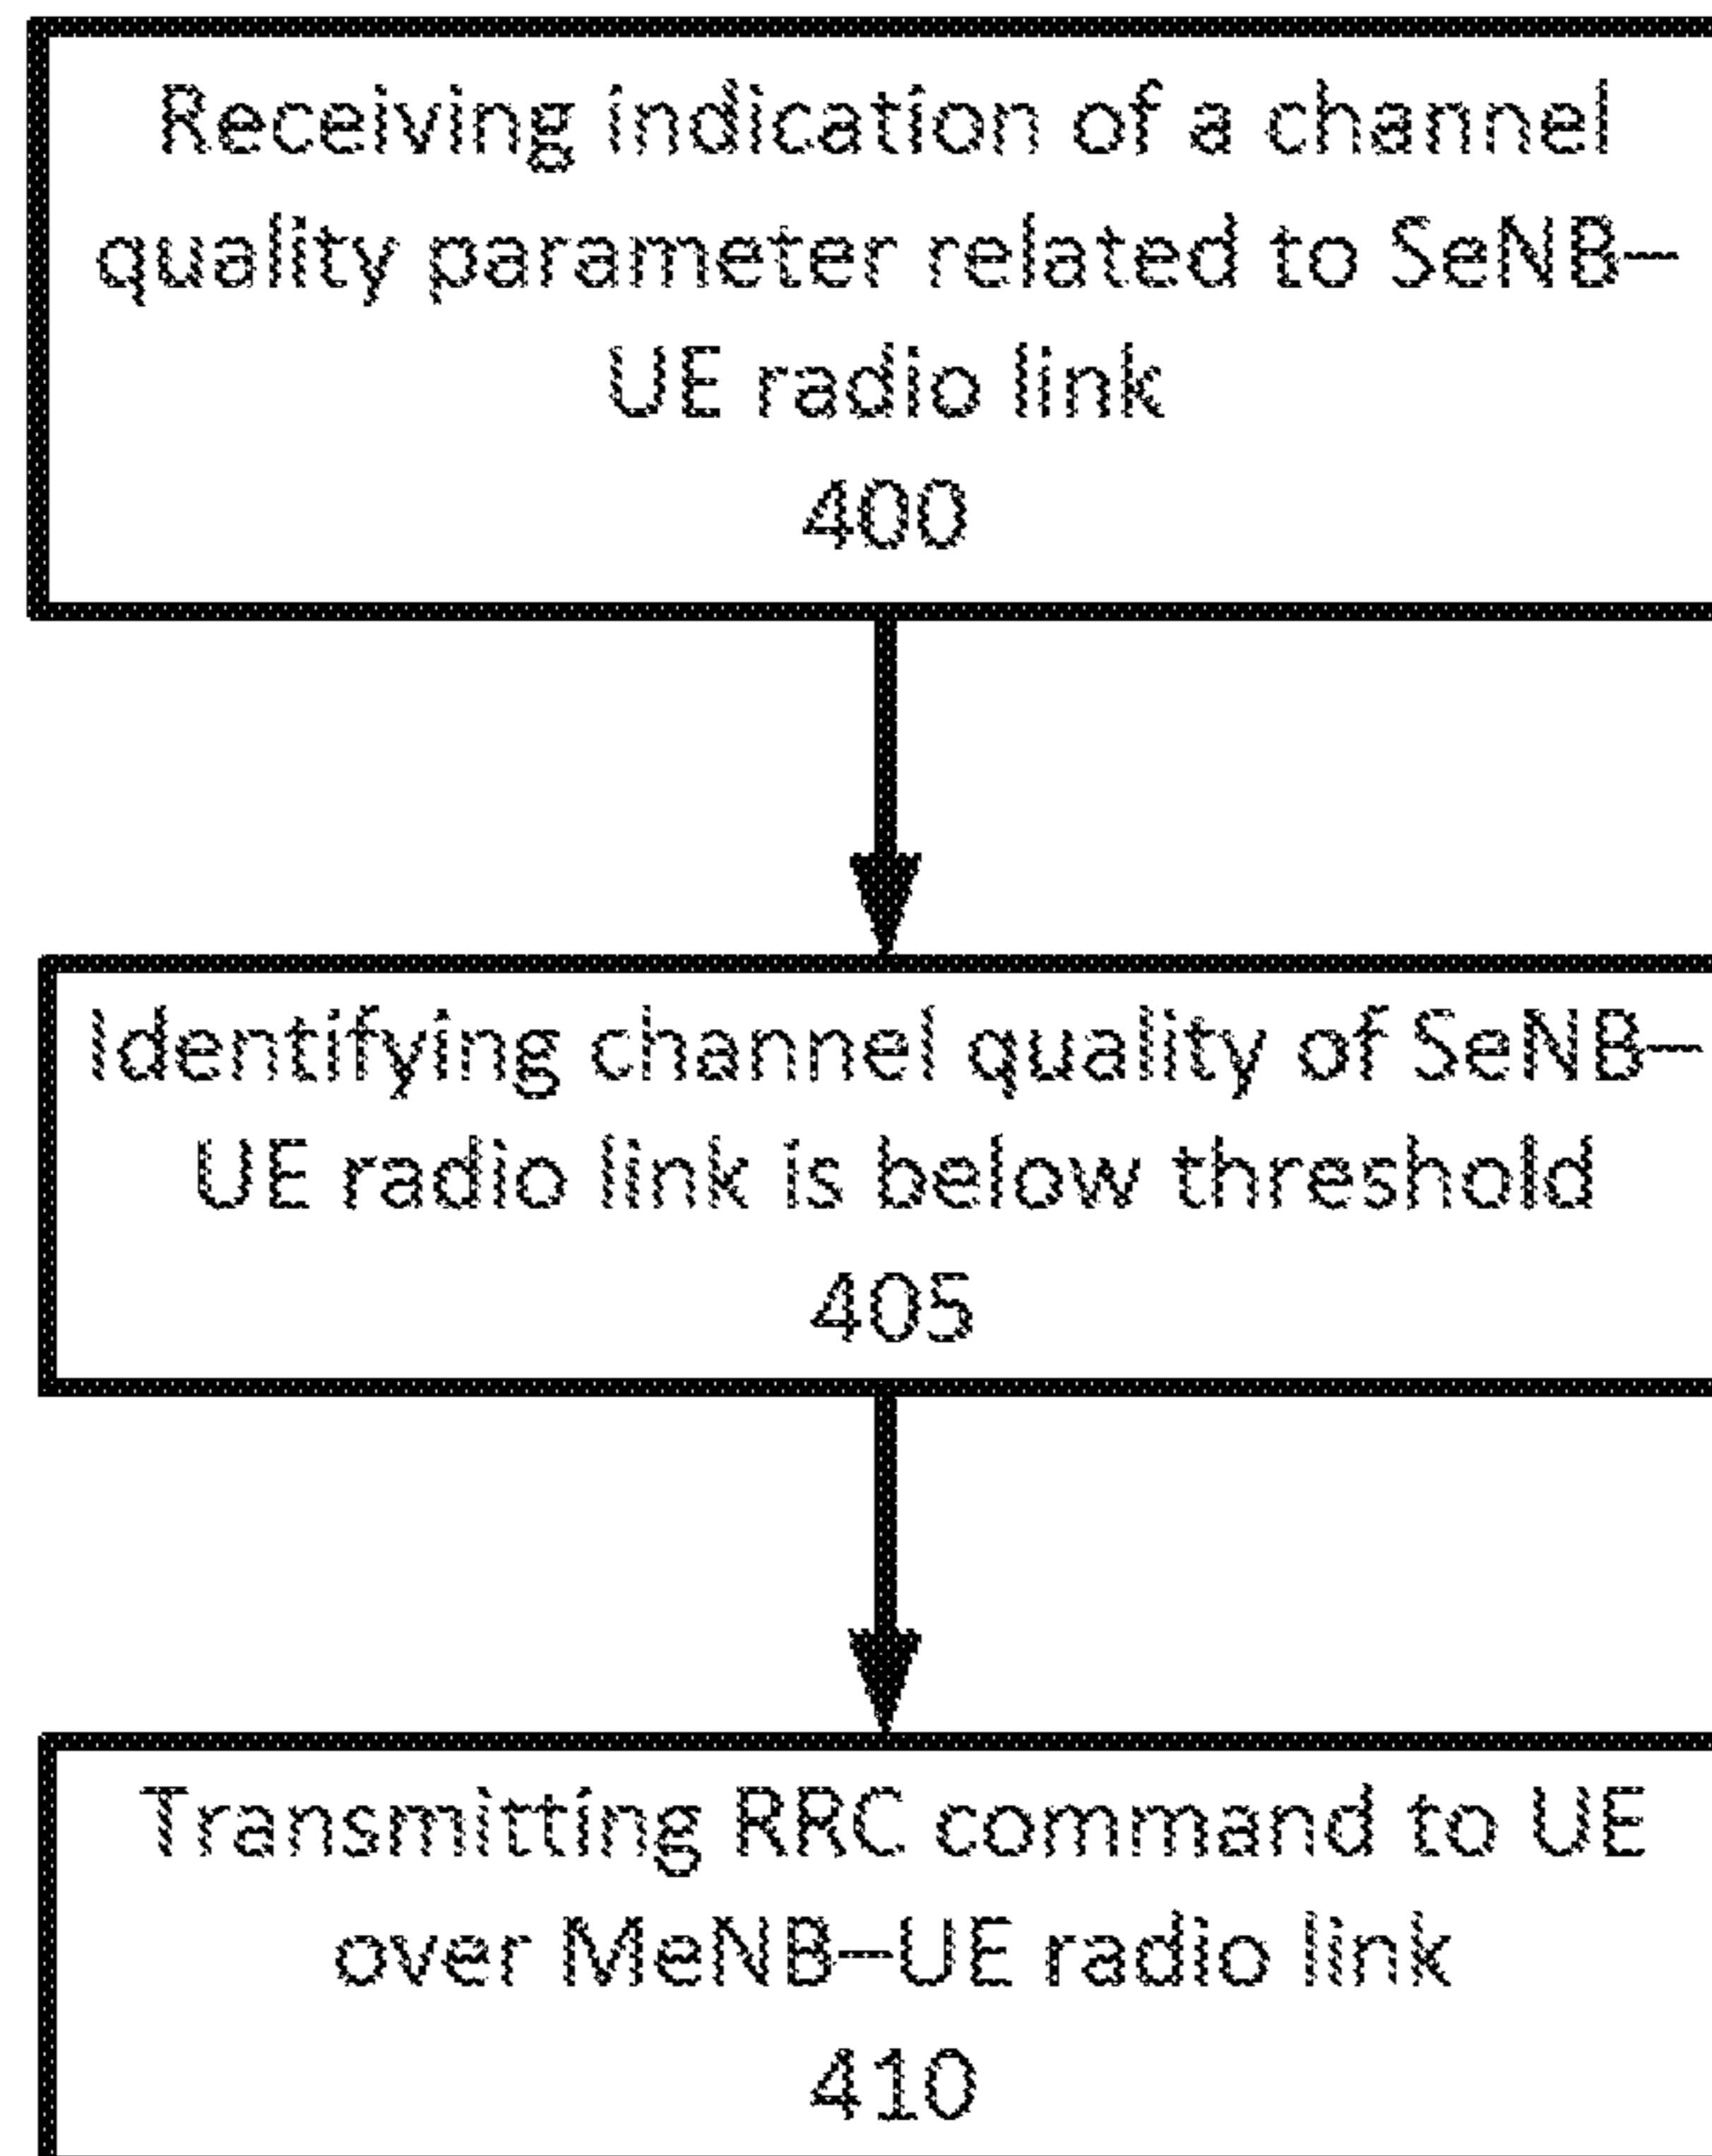 Receiving indication of a channel
quality parameter related to SeNB–
UE radio link
400
Identifying channel quality of SeNB–
UE radio link is below threshold
405
Transmitting RRC command to UE
over MeNB–UE radio link
410